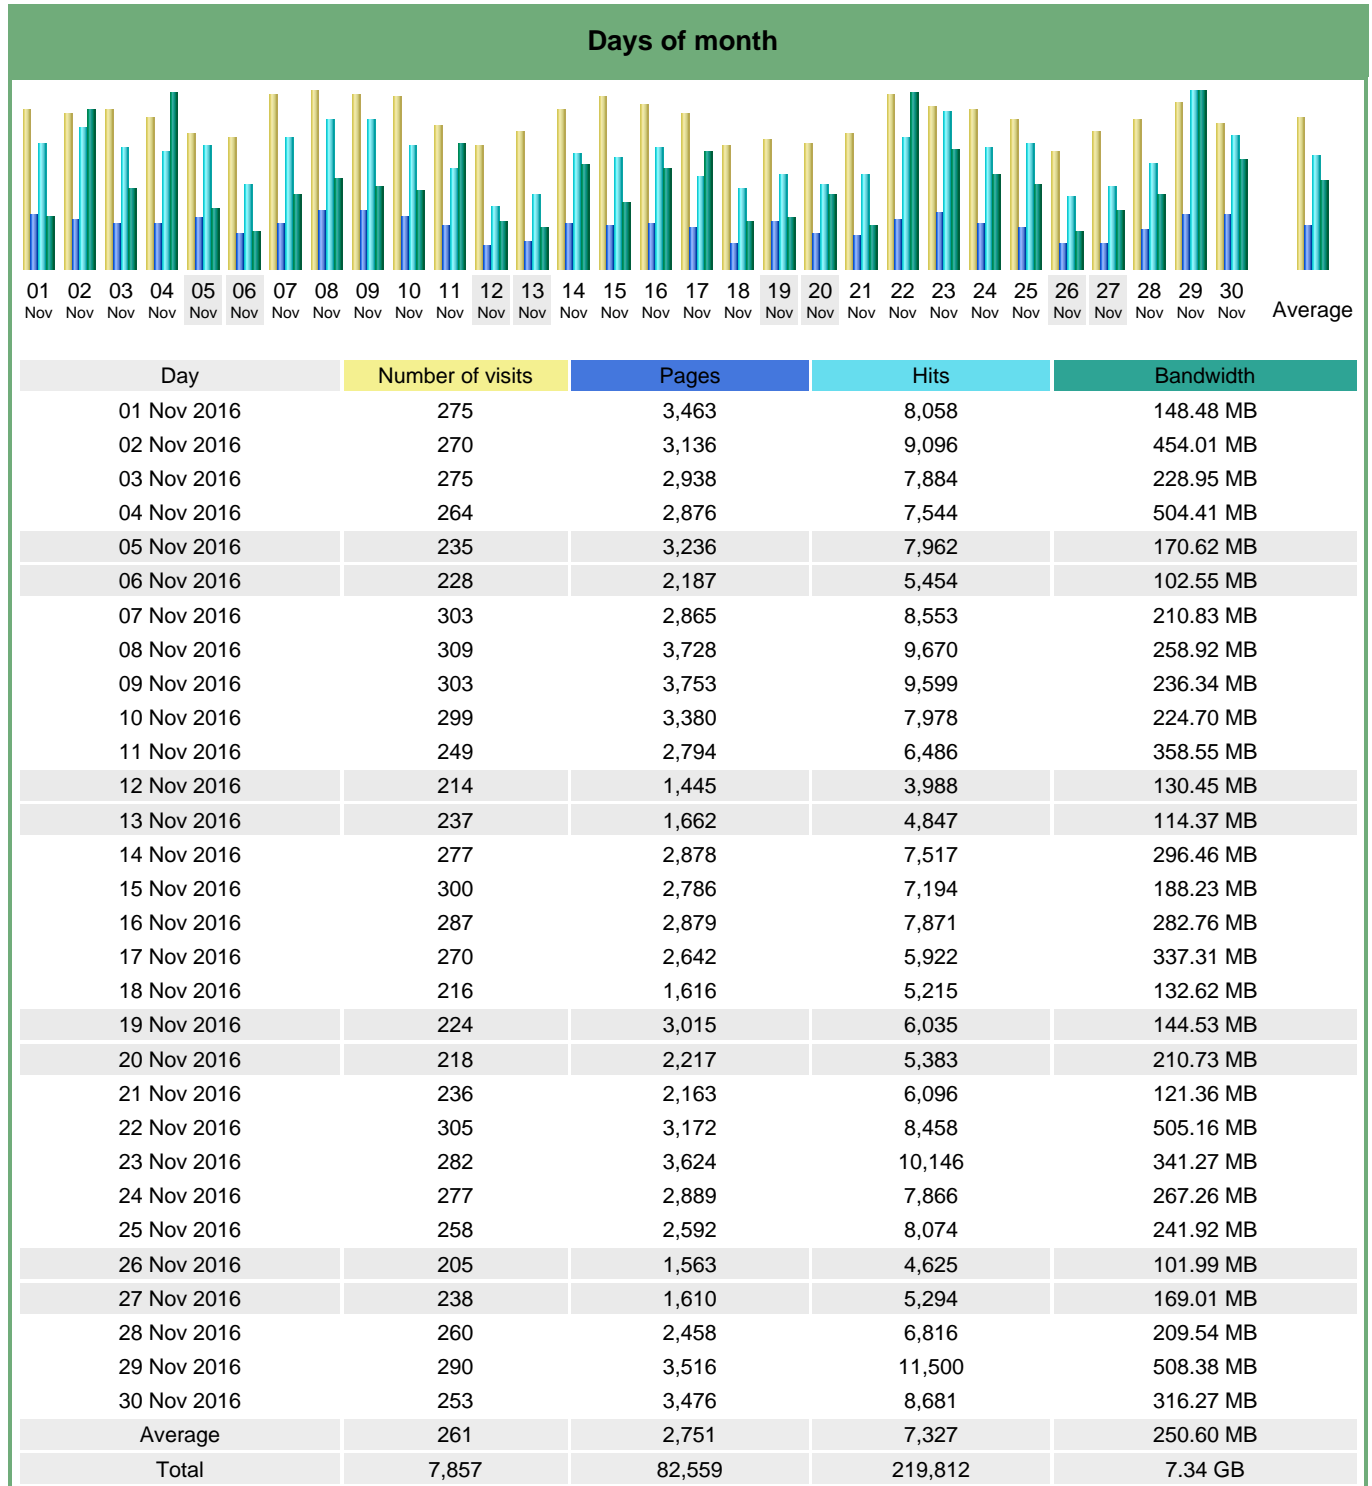 Days of month
01 02 03 04 05 06 07 08 09 10 11 12 13 14 15 16 17 18 19 20 21 22 23 24 25 26 27 28 29 30
Nov Nov Nov Nov Nov Nov Nov Nov Nov Nov Nov Nov Nov Nov Nov Nov Nov Nov Nov Nov Nov Nov Nov Nov Nov Nov Nov Nov Nov Nov Average
Day Number of visits Pages Hits Bandwidth
01 Nov 2016 275 3,463 8,058 148.48 MB
02 Nov 2016 270 3,136 9,096 454.01 MB
03 Nov 2016 275 2,938 7,884 228.95 MB
04 Nov 2016 264 2,876 7,544 504.41 MB
05 Nov 2016 235 3,236 7,962 170.62 MB
06 Nov 2016 228 2,187 5,454 102.55 MB
07 Nov 2016 303 2,865 8,553 210.83 MB
08 Nov 2016 309 3,728 9,670 258.92 MB
09 Nov 2016 303 3,753 9,599 236.34 MB
10 Nov 2016 299 3,380 7,978 224.70 MB
11 Nov 2016 249 2,794 6,486 358.55 MB
12 Nov 2016 214 1,445 3,988 130.45 MB
13 Nov 2016 237 1,662 4,847 114.37 MB
14 Nov 2016 277 2,878 7,517 296.46 MB
15 Nov 2016 300 2,786 7,194 188.23 MB
16 Nov 2016 287 2,879 7,871 282.76 MB
17 Nov 2016 270 2,642 5,922 337.31 MB
18 Nov 2016 216 1,616 5,215 132.62 MB
19 Nov 2016 224 3,015 6,035 144.53 MB
20 Nov 2016 218 2,217 5,383 210.73 MB
21 Nov 2016 236 2,163 6,096 121.36 MB
22 Nov 2016 305 3,172 8,458 505.16 MB
23 Nov 2016 282 3,624 10,146 341.27 MB
24 Nov 2016 277 2,889 7,866 267.26 MB
25 Nov 2016 258 2,592 8,074 241.92 MB
26 Nov 2016 205 1,563 4,625 101.99 MB
27 Nov 2016 238 1,610 5,294 169.01 MB
28 Nov 2016 260 2,458 6,816 209.54 MB
29 Nov 2016 290 3,516 11,500 508.38 MB
30 Nov 2016 253 3,476 8,681 316.27 MB
Average 261 2,751 7,327 250.60 MB
Total 7,857 82,559 219,812 7.34 GB